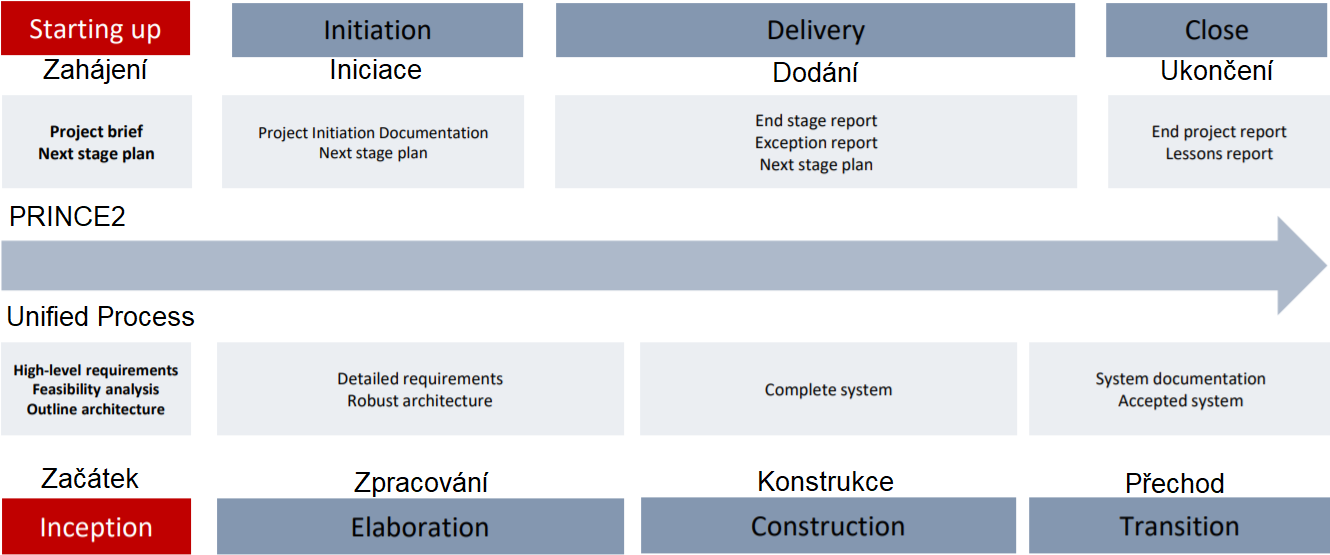 Starting up
Initiation
Delivery
Close
Zahájení
Iniciace
Dodání
Ukončení
Project brief
Next stage plan
Project Initiation Documentation
Next stage plan
End stage report
Exception report
Next stage plan
End project report
Lessons report
PRINCE2
Unified Process
High-level requirements
Feasibility analysis
Outline architecture
Detailed requirements
Robust architecture
Complete system
System documentation
Accepted system
Začátek
Zpracování
Konstrukce
Přechod
Inception
Elaboration
Construction
Transition